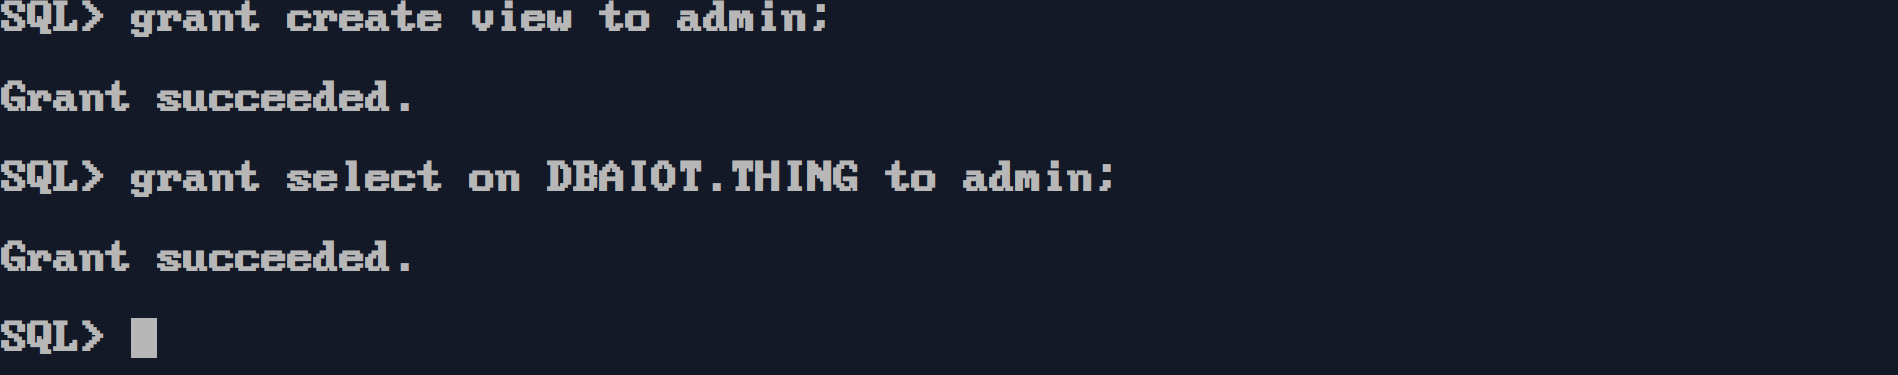 SQL> grant create view to admin;
Grant succeeded.
SQL> grant select on DBAIOT.THING to admin;
Grant succeeded.
SQL>